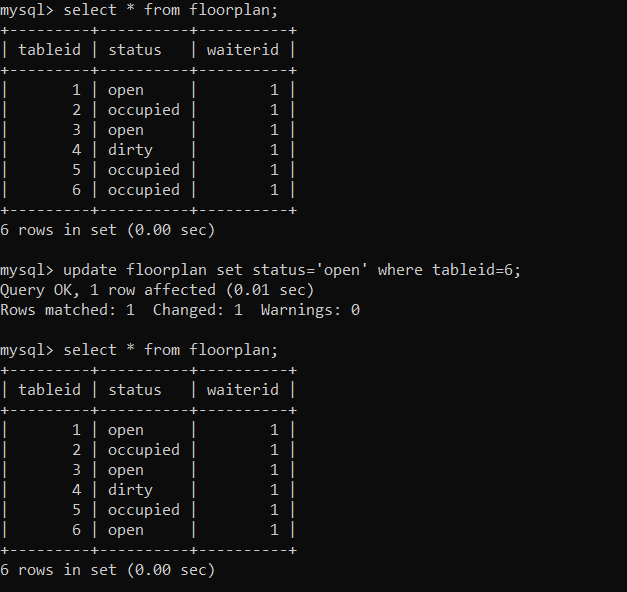 mysql> select * from floorplan;
+---------+----------+----------+
| tableid | status   | waiterid |
+---------+----------+----------+
|       1 | open     |        1 |
|       2 | occupied |        1 |
|       3 | open     |        1 |
|       4 | dirty    |        1 |
|       5 | occupied |        1 |
|       6 | occupied |        1 |
+---------+----------+----------+
6 rows in set (0.00 sec)

mysql> update floorplan set status='open' where tableid=6;
Query OK, 1 row affected (0.01 sec)
Rows matched: 1  Changed: 1  Warnings: 0

mysql> select * from floorplan;
+---------+----------+----------+
| tableid | status   | waiterid |
+---------+----------+----------+
|       1 | open     |        1 |
|       2 | occupied |        1 |
|       3 | open     |        1 |
|       4 | dirty    |        1 |
|       5 | occupied |        1 |
|       6 | open     |        1 |
+---------+----------+----------+
6 rows in set (0.00 sec)